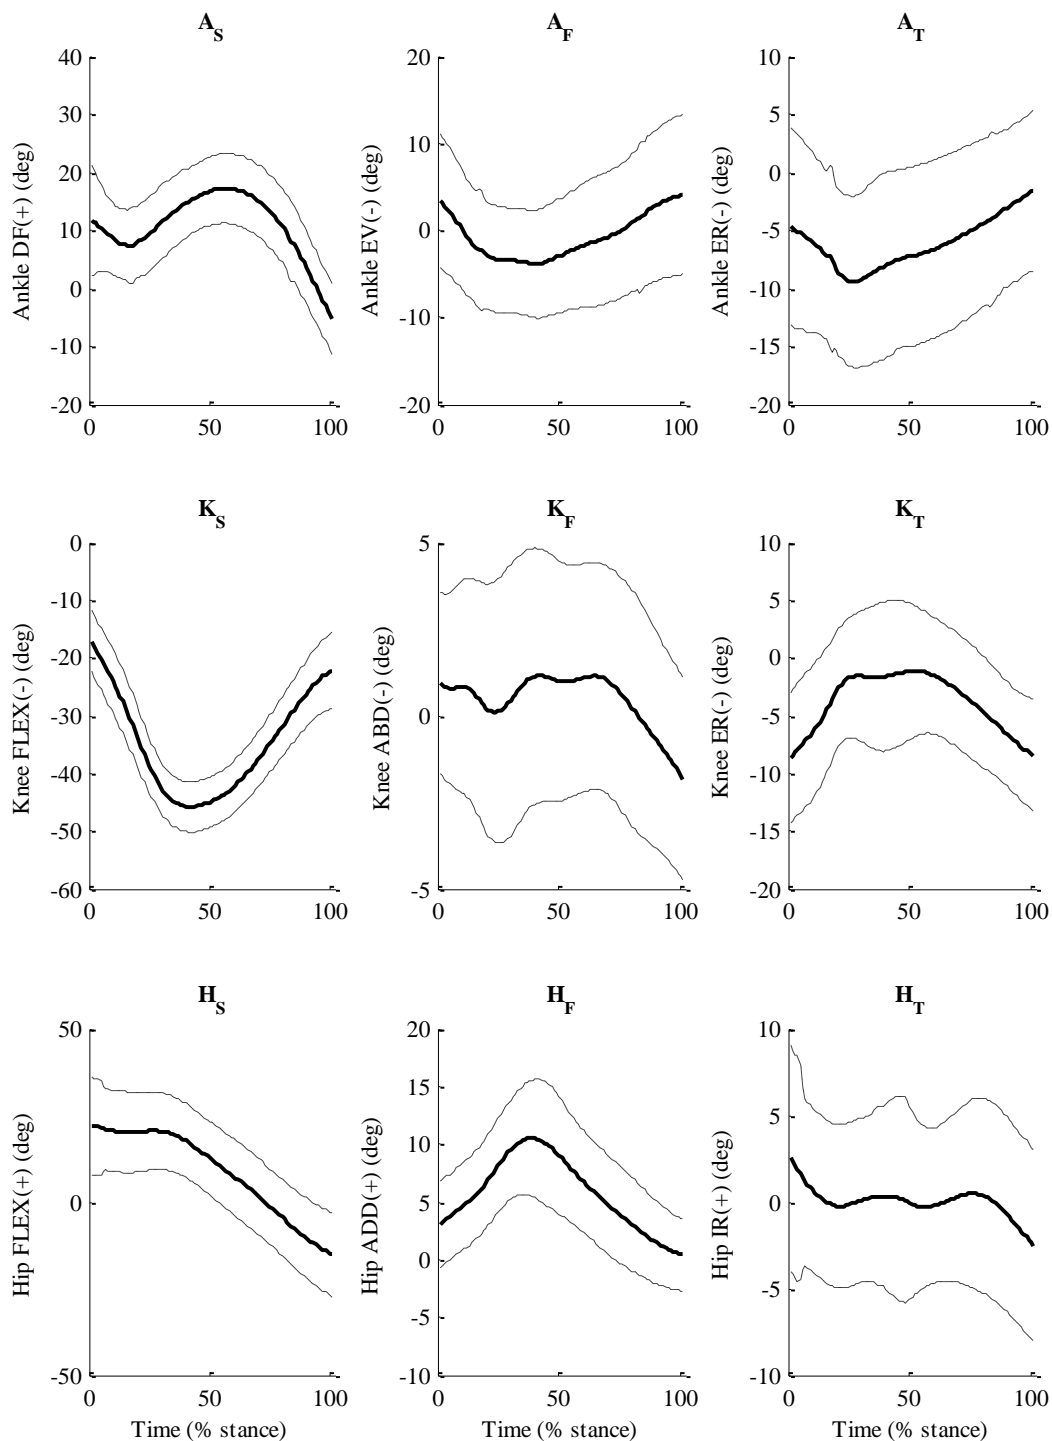 A_S A_F A_T
40 20 10
30
20 10 5
10 0 0
0 -10 -5
-10 -10
-20 -20 -15
-20
0 50 100 0 50 100 0 50 100
Ankle DF(+) (deg)
Ankle EV(-) (deg)
Ankle ER(-) (deg)
K_S K_F K_T
0 5 10
-10 5
-20 0
-30 0 -5
-40 -10
-50 -15
-60 -5 -20
0 50 100 0 50 100 0 50 100
Knee FLEX(-) (deg)
Knee ABD(-) (deg)
Knee ER(-) (deg)
H_S H_F H_T
50 20 10
15
10 5
0 5 0
0 -5
-5
-50 -10 -10
0 50 100 0 50 100 0 50 100
Hip FLEX(+) (deg)
Hip ADD(+) (deg)
Hip IR(+) (deg)
Time (% stance) Time (% stance) Time (% stance)